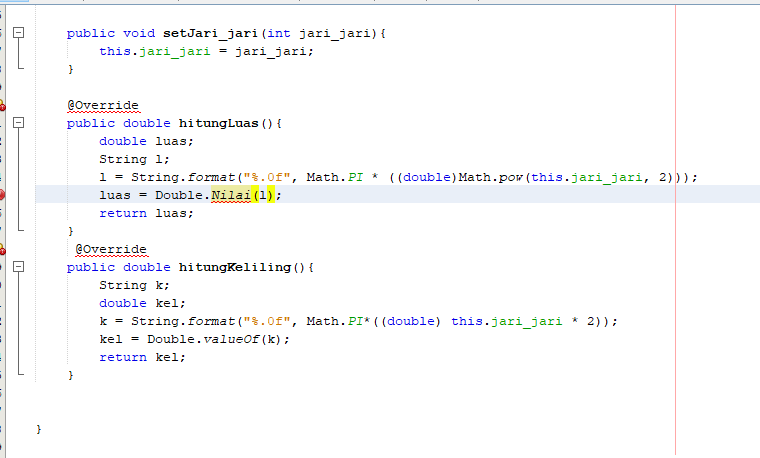 public void setJari_jari(int jari_jari){
this.jari_jari = jari_jari;
}
@Override
public double hitungLuas(){
double luas;
String l;
l = String.format("%.0f", Math.PI * ((double)Math.pow(this.jari_jari, 2)));
luas = Double.Nilai(l);
return luas;
}
@Override
public double hitungKeliling(){
String k;
double kel;
k = String.format("%.0f", Math.PI*((double) this.jari_jari * 2));
kel = Double.valueOf(k);
return kel;
}
}